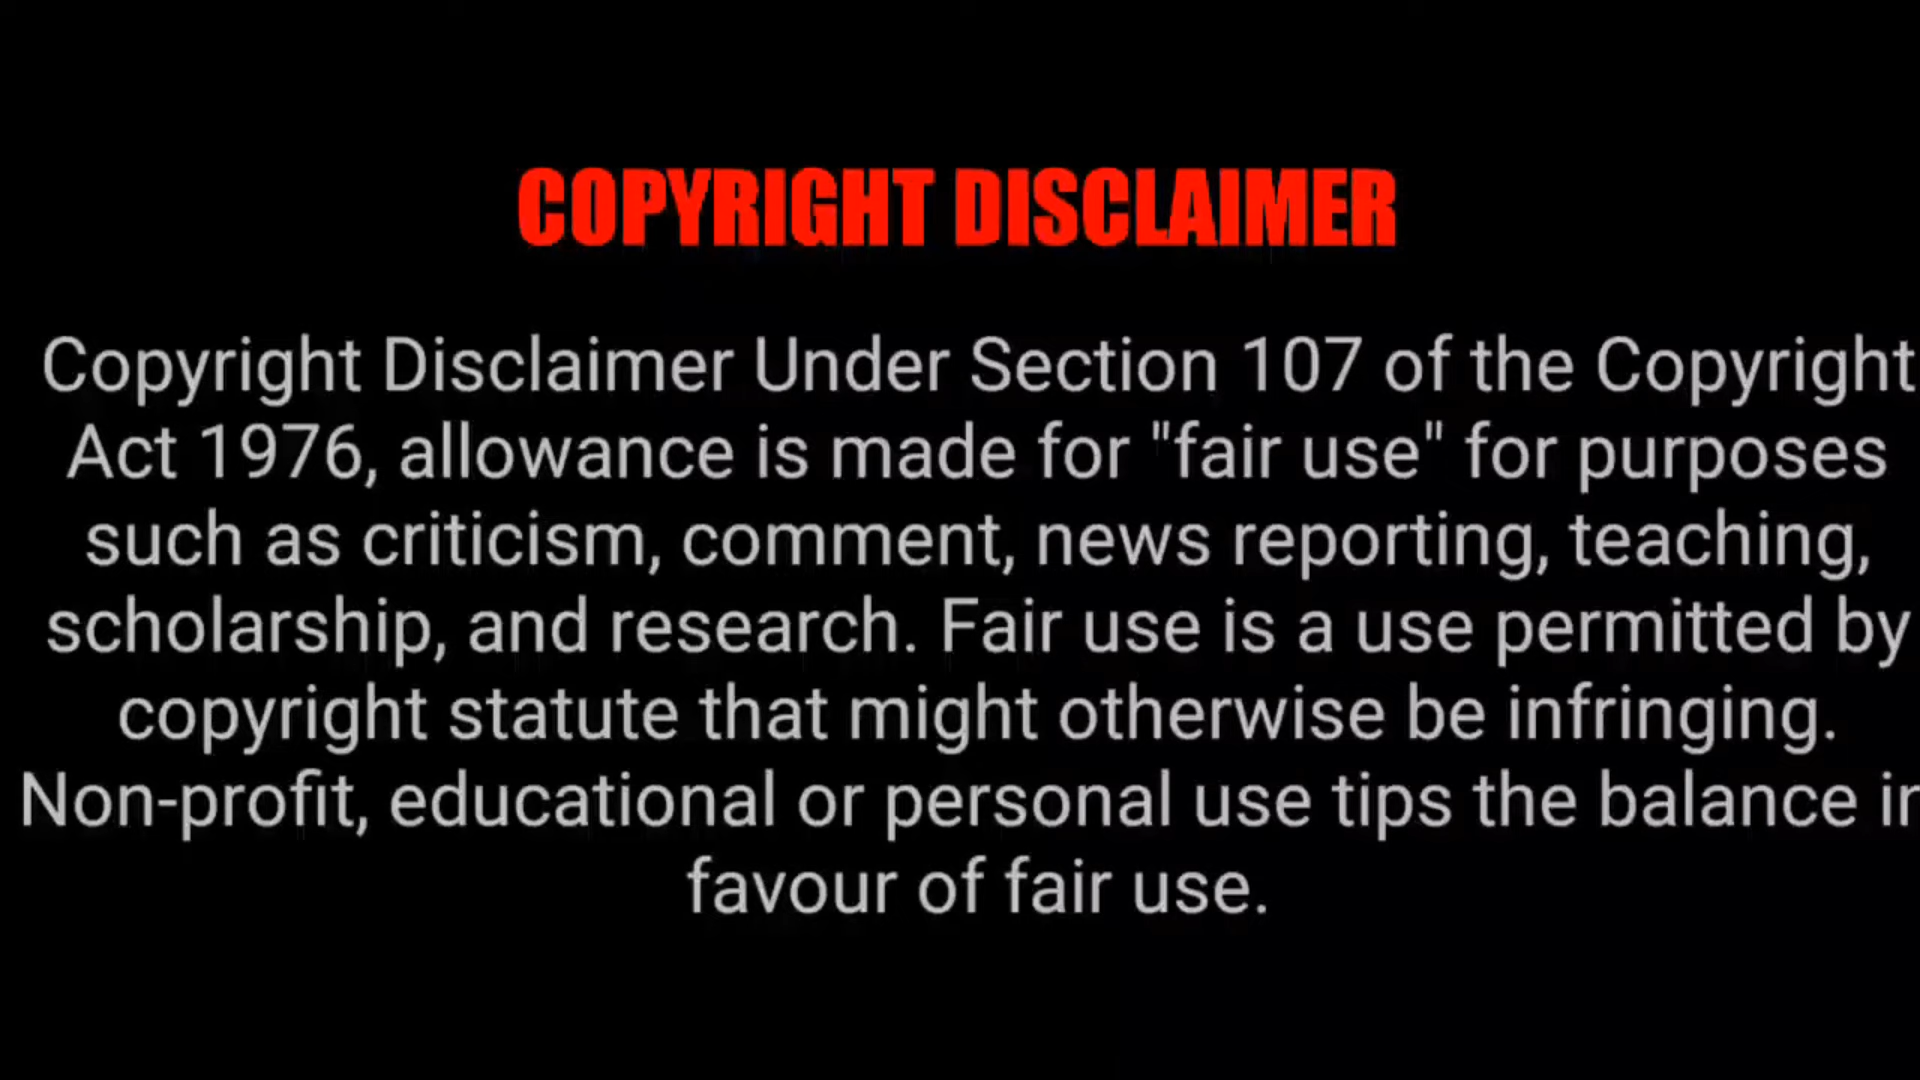 COPYRIGHT DISCLAIMER
Copyright Disclaimer Under Section 107 of the Copyright
Act 1976, allowance is made for "fair use" for purposes
such as criticism, comment, news reporting, teaching,
scholarship, and research. Fair use is a use permitted by
copyright statute that might otherwise be infringing.
Non-profit, educational or personal use tips the balance in
favour of fair use.